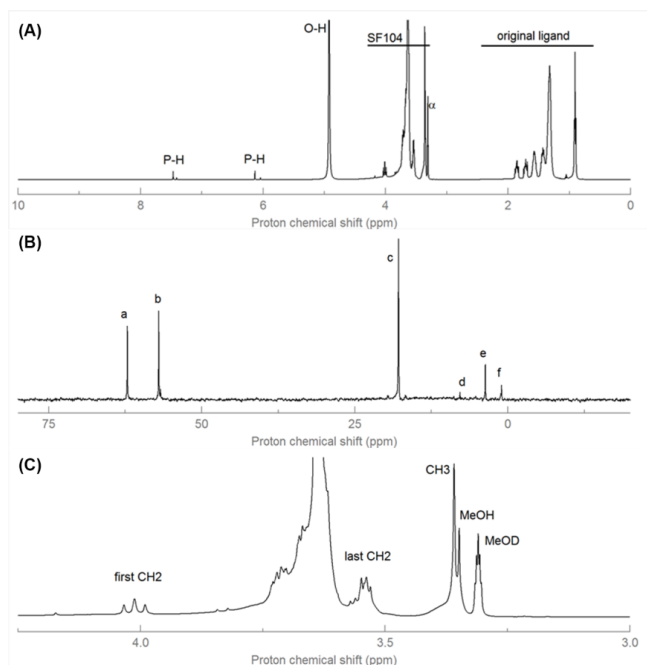 (A)
O-H
SF104
original ligand
α
P-H
P-H
10
8
6
4
2
0
Proton chemical shift (ppm)
(B)
a
b
c
d
e
f
75
50
25
0
Proton chemical shift (ppm)
(C)
CH3
MeOH
MeOD
last CH2
first CH2
4.0
3.5
3.0
Proton chemical shift (ppm)